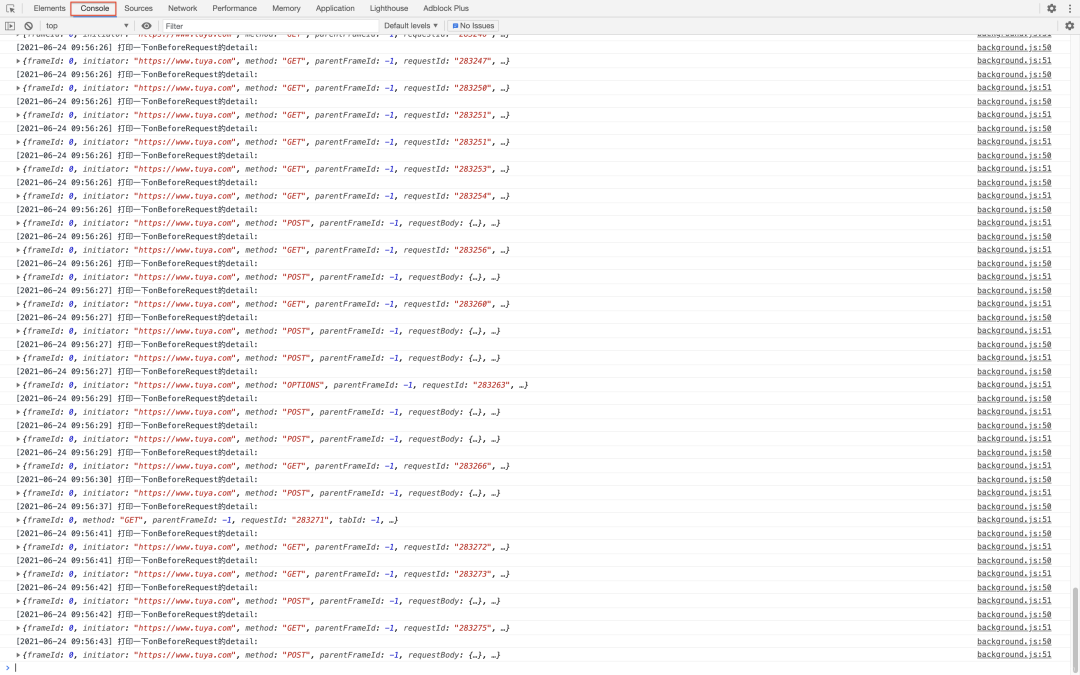 Elements Console Sources Network Performance Memory Application Lighthouse Adblock Plus
top Filter Default levels No Issues
[2021-06-24 09:56:26] 打印一下onBeforeRequest的detail: background.js:50
{frameId: 0, initiator: "https://www.tuya.com", method: "GET", parentFrameId: -1, requestId: "283247", …} background.js:51
[2021-06-24 09:56:26] 打印一下onBeforeRequest的detail: background.js:50
{frameId: 0, initiator: "https://www.tuya.com", method: "GET", parentFrameId: -1, requestId: "283250", …} background.js:51
[2021-06-24 09:56:26] 打印一下onBeforeRequest的detail: background.js:50
{frameId: 0, initiator: "https://www.tuya.com", method: "GET", parentFrameId: -1, requestId: "283251", …} background.js:51
[2021-06-24 09:56:26] 打印一下onBeforeRequest的detail: background.js:50
{frameId: 0, initiator: "https://www.tuya.com", method: "GET", parentFrameId: -1, requestId: "283251", …} background.js:51
[2021-06-24 09:56:26] 打印一下onBeforeRequest的detail: background.js:50
{frameId: 0, initiator: "https://www.tuya.com", method: "GET", parentFrameId: -1, requestId: "283253", …} background.js:51
[2021-06-24 09:56:26] 打印一下onBeforeRequest的detail: background.js:50
{frameId: 0, initiator: "https://www.tuya.com", method: "GET", parentFrameId: -1, requestId: "283254", …} background.js:51
[2021-06-24 09:56:26] 打印一下onBeforeRequest的detail: background.js:50
{frameId: 0, initiator: "https://www.tuya.com", method: "POST", parentFrameId: -1, requestBody: {…}, …} background.js:51
[2021-06-24 09:56:26] 打印一下onBeforeRequest的detail: background.js:50
{frameId: 0, initiator: "https://www.tuya.com", method: "GET", parentFrameId: -1, requestId: "283256", …} background.js:51
[2021-06-24 09:56:26] 打印一下onBeforeRequest的detail: background.js:50
{frameId: 0, initiator: "https://www.tuya.com", method: "POST", parentFrameId: -1, requestBody: {…}, …} background.js:51
[2021-06-24 09:56:27] 打印一下onBeforeRequest的detail: background.js:50
{frameId: 0, initiator: "https://www.tuya.com", method: "GET", parentFrameId: -1, requestId: "283260", …} background.js:51
[2021-06-24 09:56:27] 打印一下onBeforeRequest的detail: background.js:50
{frameId: 0, initiator: "https://www.tuya.com", method: "POST", parentFrameId: -1, requestBody: {…}, …} background.js:51
[2021-06-24 09:56:27] 打印一下onBeforeRequest的detail: background.js:50
{frameId: 0, initiator: "https://www.tuya.com", method: "POST", parentFrameId: -1, requestBody: {…}, …} background.js:51
[2021-06-24 09:56:27] 打印一下onBeforeRequest的detail: background.js:50
{frameId: 0, initiator: "https://www.tuya.com", method: "OPTIONS", parentFrameId: -1, requestId: "283263", …} background.js:51
[2021-06-24 09:56:29] 打印一下onBeforeRequest的detail: background.js:50
{frameId: 0, initiator: "https://www.tuya.com", method: "POST", parentFrameId: -1, requestBody: {…}, …} background.js:51
[2021-06-24 09:56:29] 打印一下onBeforeRequest的detail: background.js:50
{frameId: 0, initiator: "https://www.tuya.com", method: "POST", parentFrameId: -1, requestBody: {…}, …} background.js:51
[2021-06-24 09:56:29] 打印一下onBeforeRequest的detail: background.js:50
{frameId: 0, initiator: "https://www.tuya.com", method: "GET", parentFrameId: -1, requestId: "283266", …} background.js:51
[2021-06-24 09:56:30] 打印一下onBeforeRequest的detail: background.js:50
{frameId: 0, initiator: "https://www.tuya.com", method: "POST", parentFrameId: -1, requestBody: {…}, …} background.js:51
[2021-06-24 09:56:37] 打印一下onBeforeRequest的detail: background.js:50
{frameId: 0, method: "GET", parentFrameId: -1, requestId: "283271", tabId: -1, …} background.js:51
[2021-06-24 09:56:41] 打印一下onBeforeRequest的detail: background.js:50
{frameId: 0, initiator: "https://www.tuya.com", method: "GET", parentFrameId: -1, requestId: "283272", …} background.js:51
[2021-06-24 09:56:41] 打印一下onBeforeRequest的detail: background.js:50
{frameId: 0, initiator: "https://www.tuya.com", method: "GET", parentFrameId: -1, requestId: "283273", …} background.js:51
[2021-06-24 09:56:42] 打印一下onBeforeRequest的detail: background.js:50
{frameId: 0, initiator: "https://www.tuya.com", method: "POST", parentFrameId: -1, requestBody: {…}, …} background.js:51
[2021-06-24 09:56:42] 打印一下onBeforeRequest的detail: background.js:50
{frameId: 0, initiator: "https://www.tuya.com", method: "GET", parentFrameId: -1, requestId: "283275", …} background.js:51
[2021-06-24 09:56:43] 打印一下onBeforeRequest的detail: background.js:50
{frameId: 0, initiator: "https://www.tuya.com", method: "POST", parentFrameId: -1, requestBody: {…}, …} background.js:51